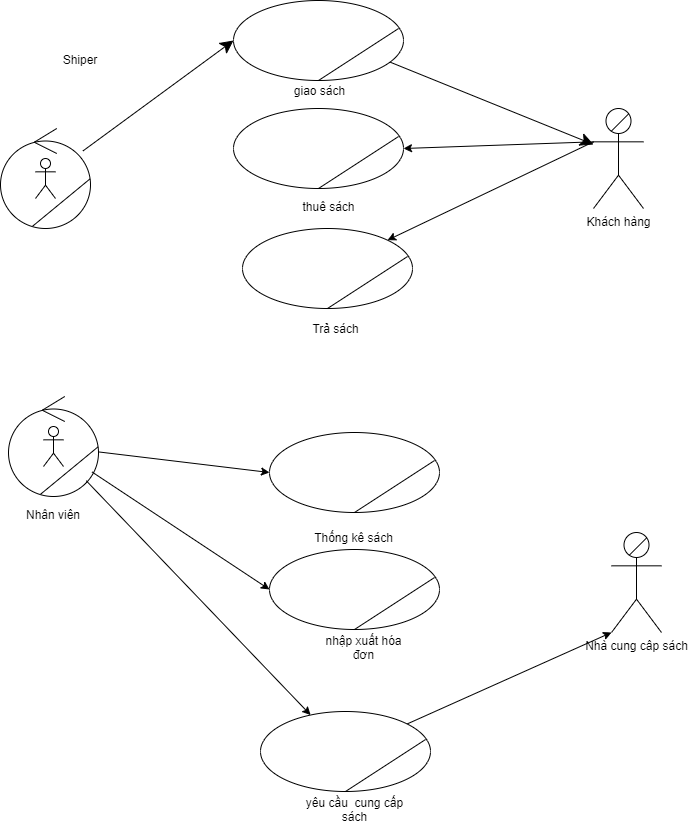 Shiper
giao sách
thuê sách
Khách hàng
Trả sách
Nhân viên
Thống kê sách
nhập xuất hóa
đơn
Nhà cung câp sách
yêu cầu  cung cấp
sách